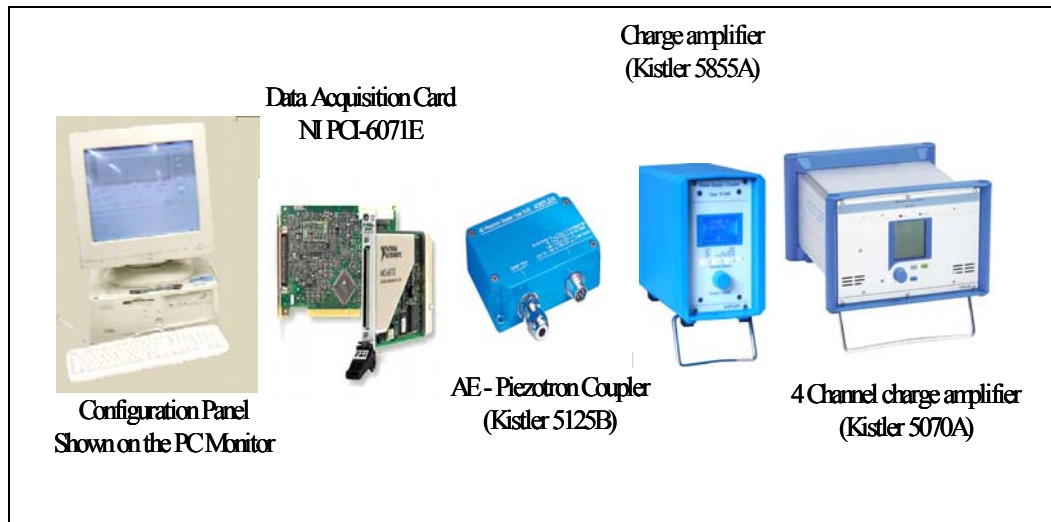 Charge amplifier
(Kistler 5855A)
Data Acquisition Card
NI PCI-6071E
AE - Piezotron Coupler
(Kistler 5125B)
4 Channel charge amplifier
(Kistler 5070A)
Configuration Panel
Shown on the PC Monitor
KISTLER